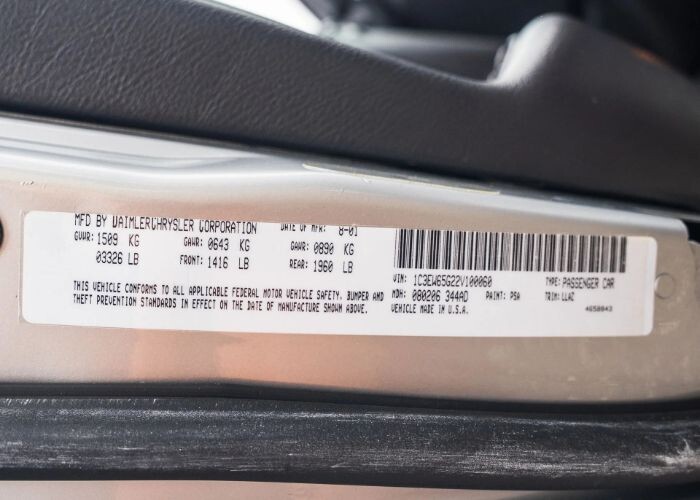 MFD BY DAIMLERCHRYSLER CORPORATION DATE OF MFR: 8-01
GVWR: 1509 KG GAWR: 0643 KG GAWR: 0890 KG
03326 LB FRONT: 1416 LB REAR: 1960 LB
THIS VEHICLE CONFORMS TO ALL APPLICABLE FEDERAL MOTOR VEHICLE SAFETY, BUMPER AND
THEFT PREVENTION STANDARDS IN EFFECT ON THE DATE OF MANUFACTURE SHOWN ABOVE.
VIN: 1C3EW65G22V100060 TYPE: PASSENGER CAR
MDH: 080206 344AD PAINT: PSA TRIM: LLAZ
VEHICLE MADE IN U.S.A. 4658843